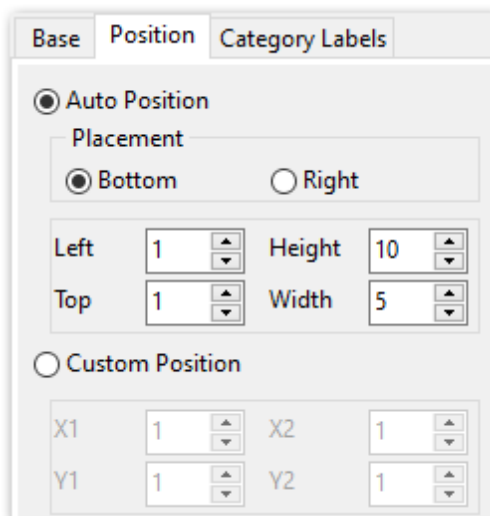 Base Position Category Labels
Auto Position
Placement
Bottom Right
Left 1 Height 10
Top 1 Width 5
Custom Position
X1 1 X2 1
Y1 1 Y2 1